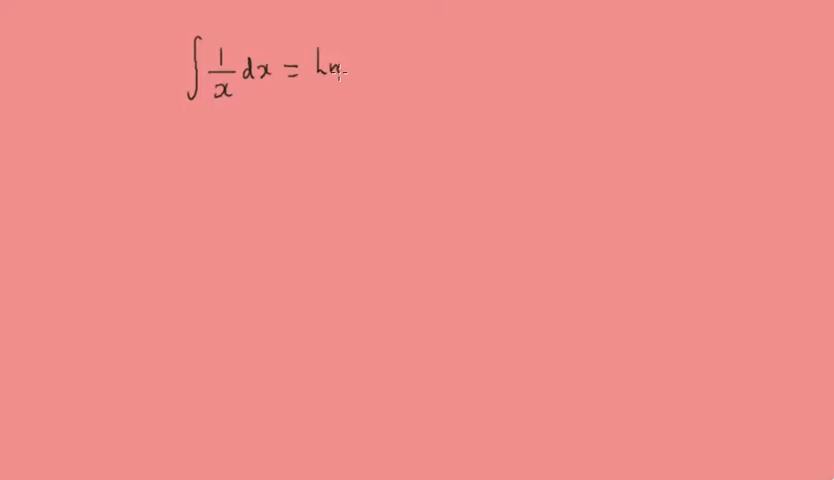 ∫ 1/x dx = ln